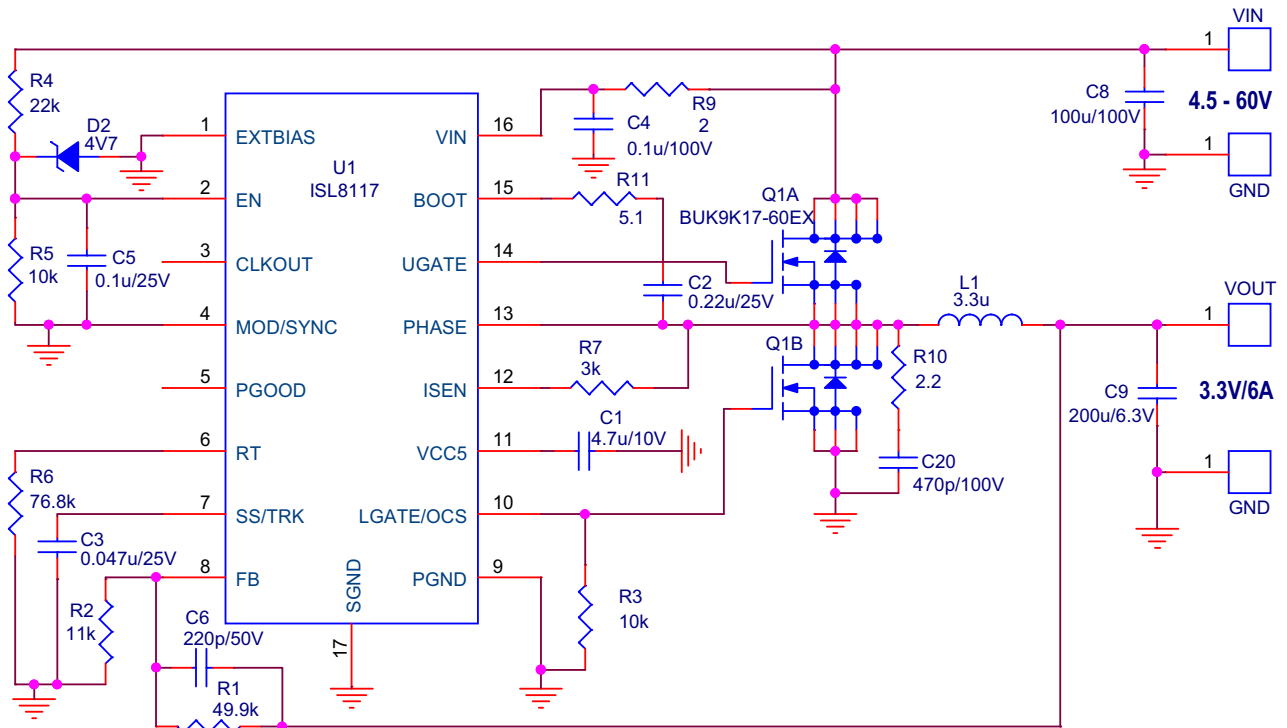 VIN
1
4.5 - 60V
C8
100u/100V
1
GND
R4
22k
D2
4V7
R5
10k
C5
0.1u/25V
U1
ISL8117
1 EXTBIAS
2 EN
3 CLKOUT
4 MOD/SYNC
5 PGOOD
6 RT
7 SS/TRK
8 FB
VIN 16
BOOT 15
UGATE 14
PHASE 13
ISEN 12
VCC5 11
LGATE/OCS 10
PGND 9
SGND
17
R9
2
C4
0.1u/100V
R11
5.1
Q1A
BUK9K17-60EX
C2
0.22u/25V
L1
3.3u
VOUT
1
R7
3k
Q1B
R10
2.2
C9
200u/6.3V
3.3V/6A
C1
4.7u/10V
C20
470p/100V
1
GND
R6
76.8k
C3
0.047u/25V
R2
11k
C6
220p/50V
R1
49.9k
R3
10k